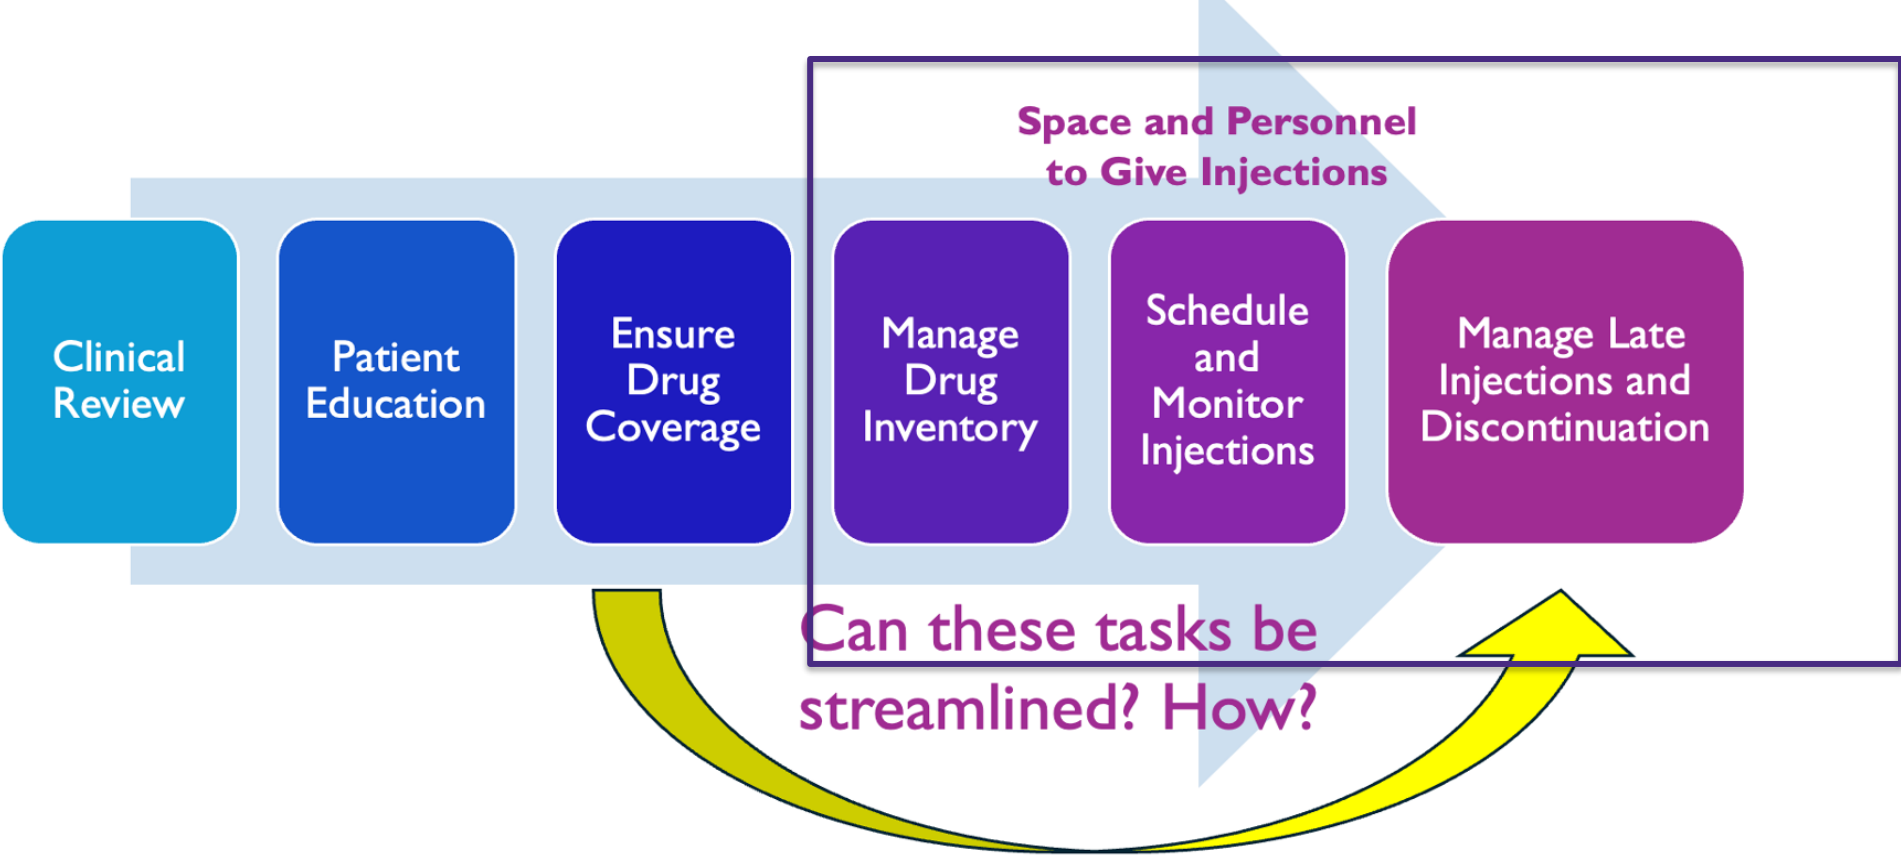 Space and Personnel
to Give Injections
Clinical
Review
Patient
Education
Ensure
Drug
Coverage
Manage
Drug
Inventory
Schedule
and
Monitor
Injections
Manage Late
Injections and
Discontinuation
Can these tasks be
streamlined? How?